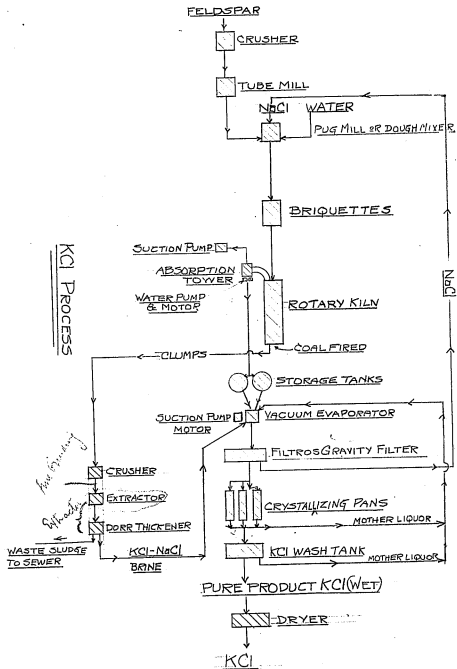 FELDSPAR
CRUSHER
TUBE MILL
NaCl WATER
PUG MILL OR DOUGH MIXER
BRIQUETTES
SUCTION PUMP
ABSORPTION
TOWER
WATER PUMP
& MOTOR
ROTARY KILN
COAL FIRED
KCl PROCESS
NaCl
CLUMPS
STORAGE TANKS
SUCTION PUMP
MOTOR
VACUUM EVAPORATOR
FILTROS GRAVITY FILTER
Fine Grinding
CRUSHER
EXTRACTOR
DORR THICKENER
WASTE SLUDGE
TO SEWER
KCl-NaCl
BRINE
CRYSTALLIZING PANS
MOTHER LIQUOR
KCl WASH TANK
MOTHER LIQUOR
PURE PRODUCT KCl (WET)
DRYER
KCl